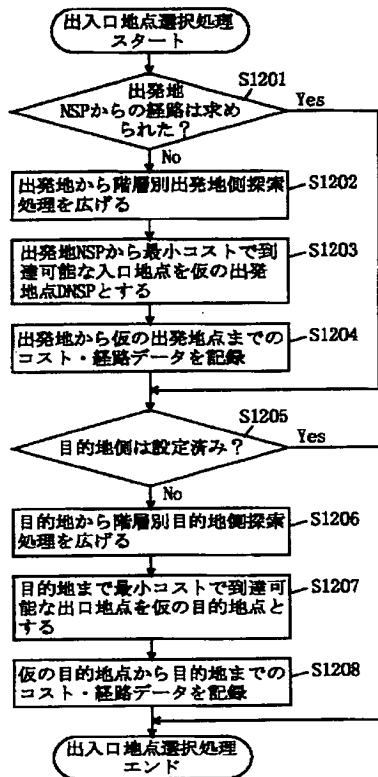 出入口地点選択処理
スタート
S1201
出発地
NSPからの経路は求め
られた？
Yes
No
出発地から階層別出発地側探索
処理を広げる
S1202
出発地NSPから最小コストで到
達可能な入口地点を仮の出発
地点DNSPとする
S1203
出発地から仮の出発地点までの
コスト・経路データを記録
S1204
S1205
目的地側は設定済み？
Yes
No
目的地から階層別目的地側探索
処理を広げる
S1206
目的地まで最小コストで到達可
能な出口地点を仮の目的地点と
する
S1207
仮の目的地点から目的地までの
コスト・経路データを記録
S1208
出入口地点選択処理
エンド